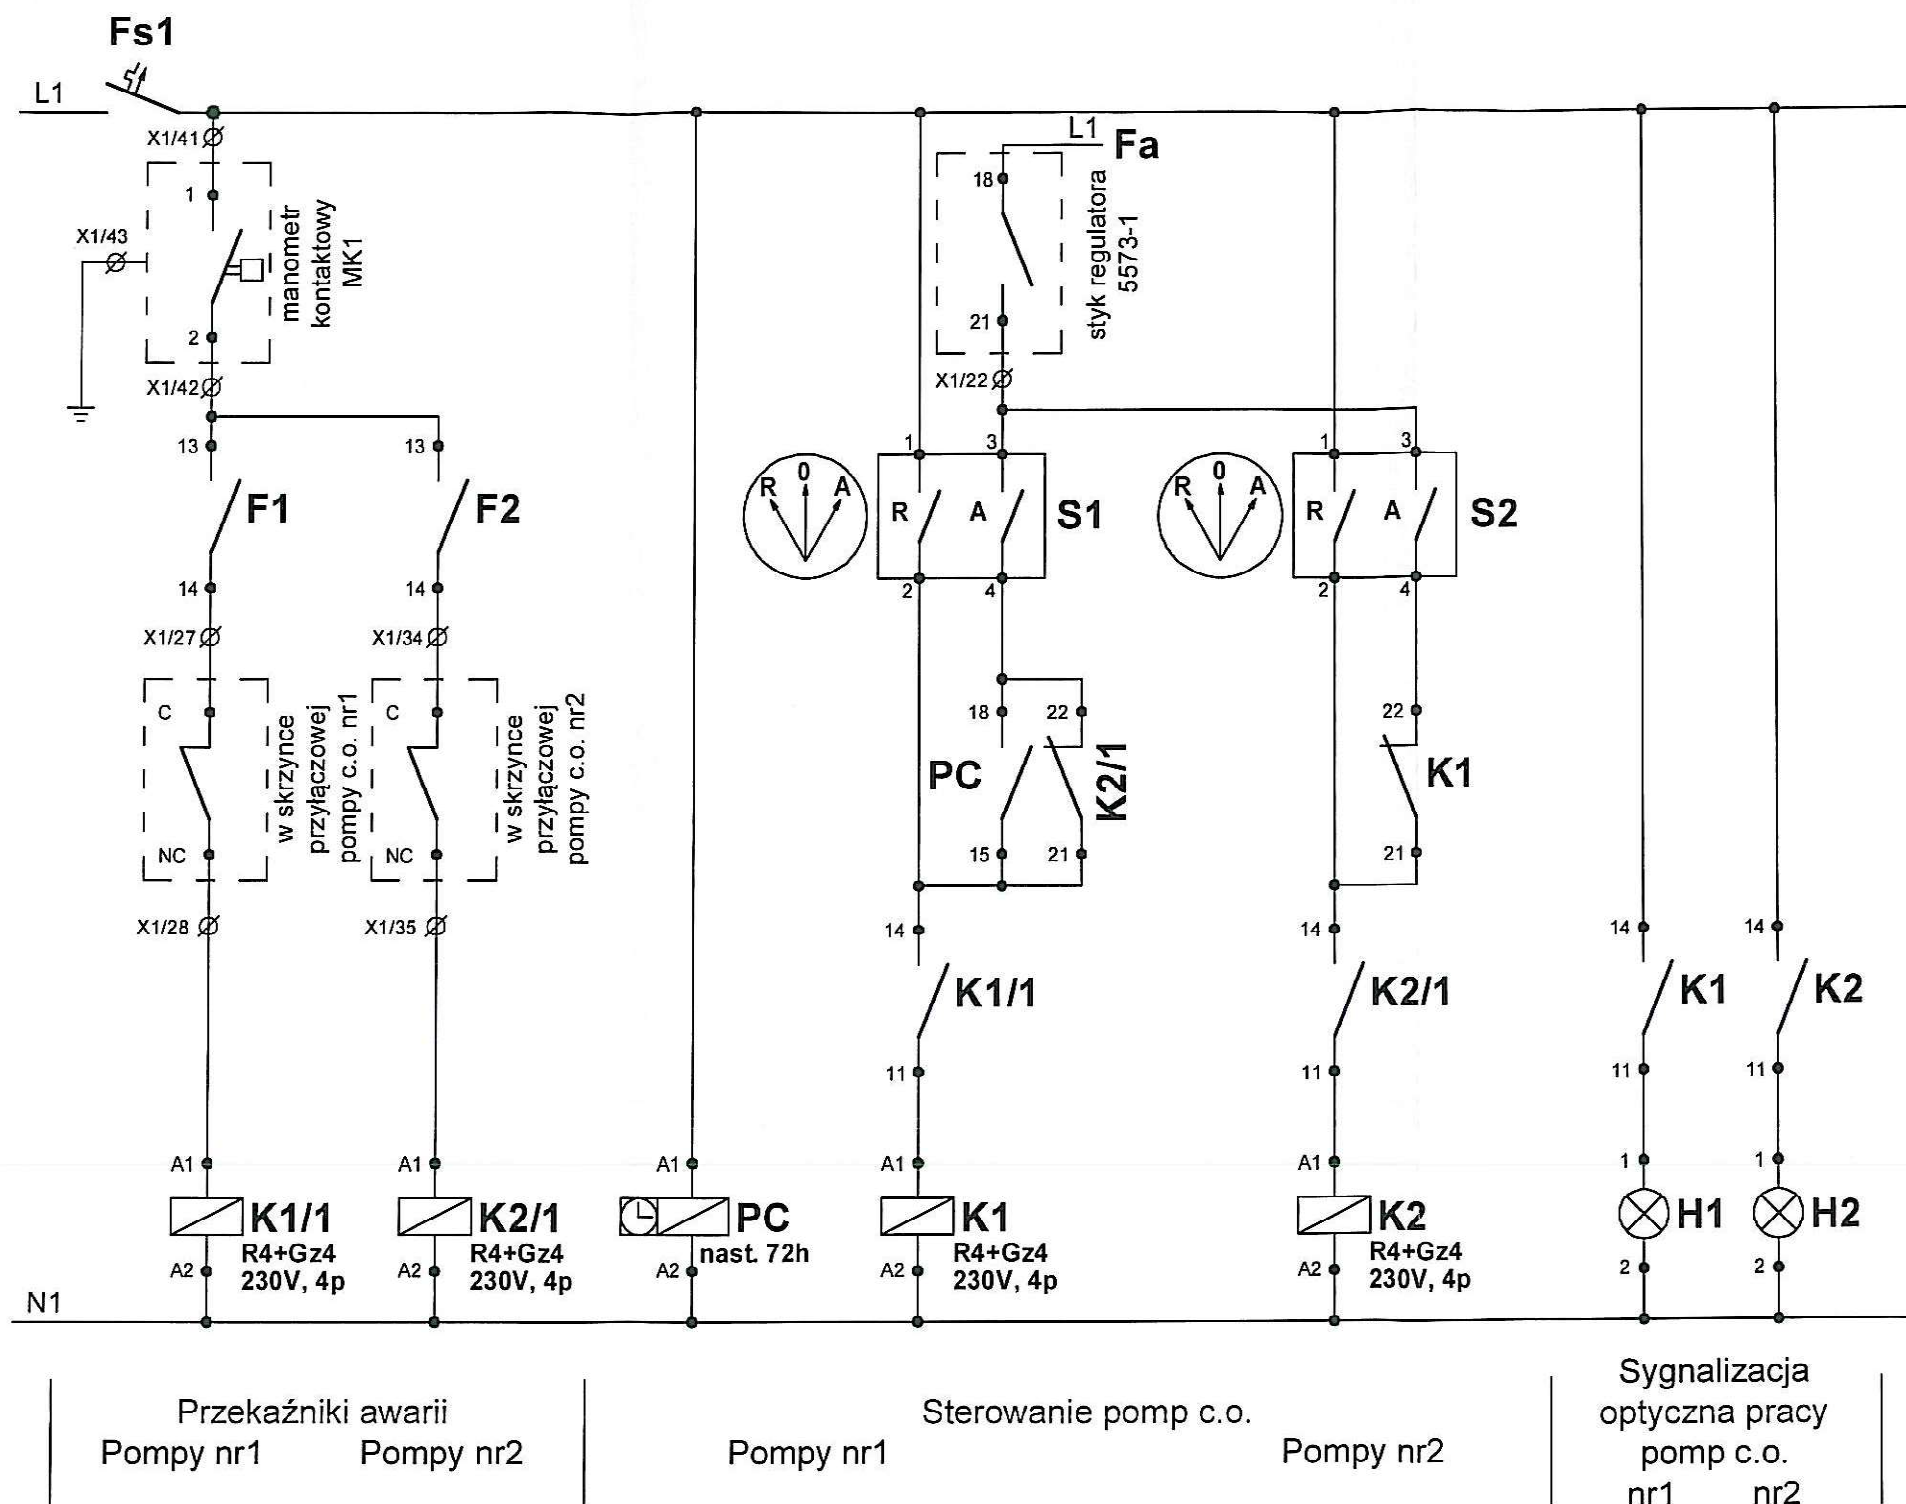 Fs1
L1
X1/41
1
X1/43
manometr
kontaktowy
MK1
2
X1/42
13
13
F1
F2
14
14
X1/27
X1/34
C
NC
w skrzynce
przyłączowej
pompy c.o. nr1
C
NC
w skrzynce
przyłączowej
pompy c.o. nr2
X1/28
X1/35
A1
K1/1
R4+Gz4
230V, 4p
A2
A1
K2/1
R4+Gz4
230V, 4p
A2
A1
PC
nast. 72h
A2
L1
Fa
18
styk regulatora
5573-1
21
X1/22
R 0 A
1 3
R A S1
2 4
18 22
PC K2/1
15 21
14
K1/1
11
A1
K1
R4+Gz4
230V, 4p
A2
R 0 A
1 3
R A S2
2 4
22
K1
21
14
K2/1
11
A1
K2
R4+Gz4
230V, 4p
A2
14
K1
11
1
H1
2
14
K2
11
1
H2
2
N1
Przekaźniki awarii
Pompy nr1 Pompy nr2
Sterowanie pomp c.o.
Pompy nr1 Pompy nr2
Sygnalizacja
optyczna pracy
pomp c.o.
nr1 nr2